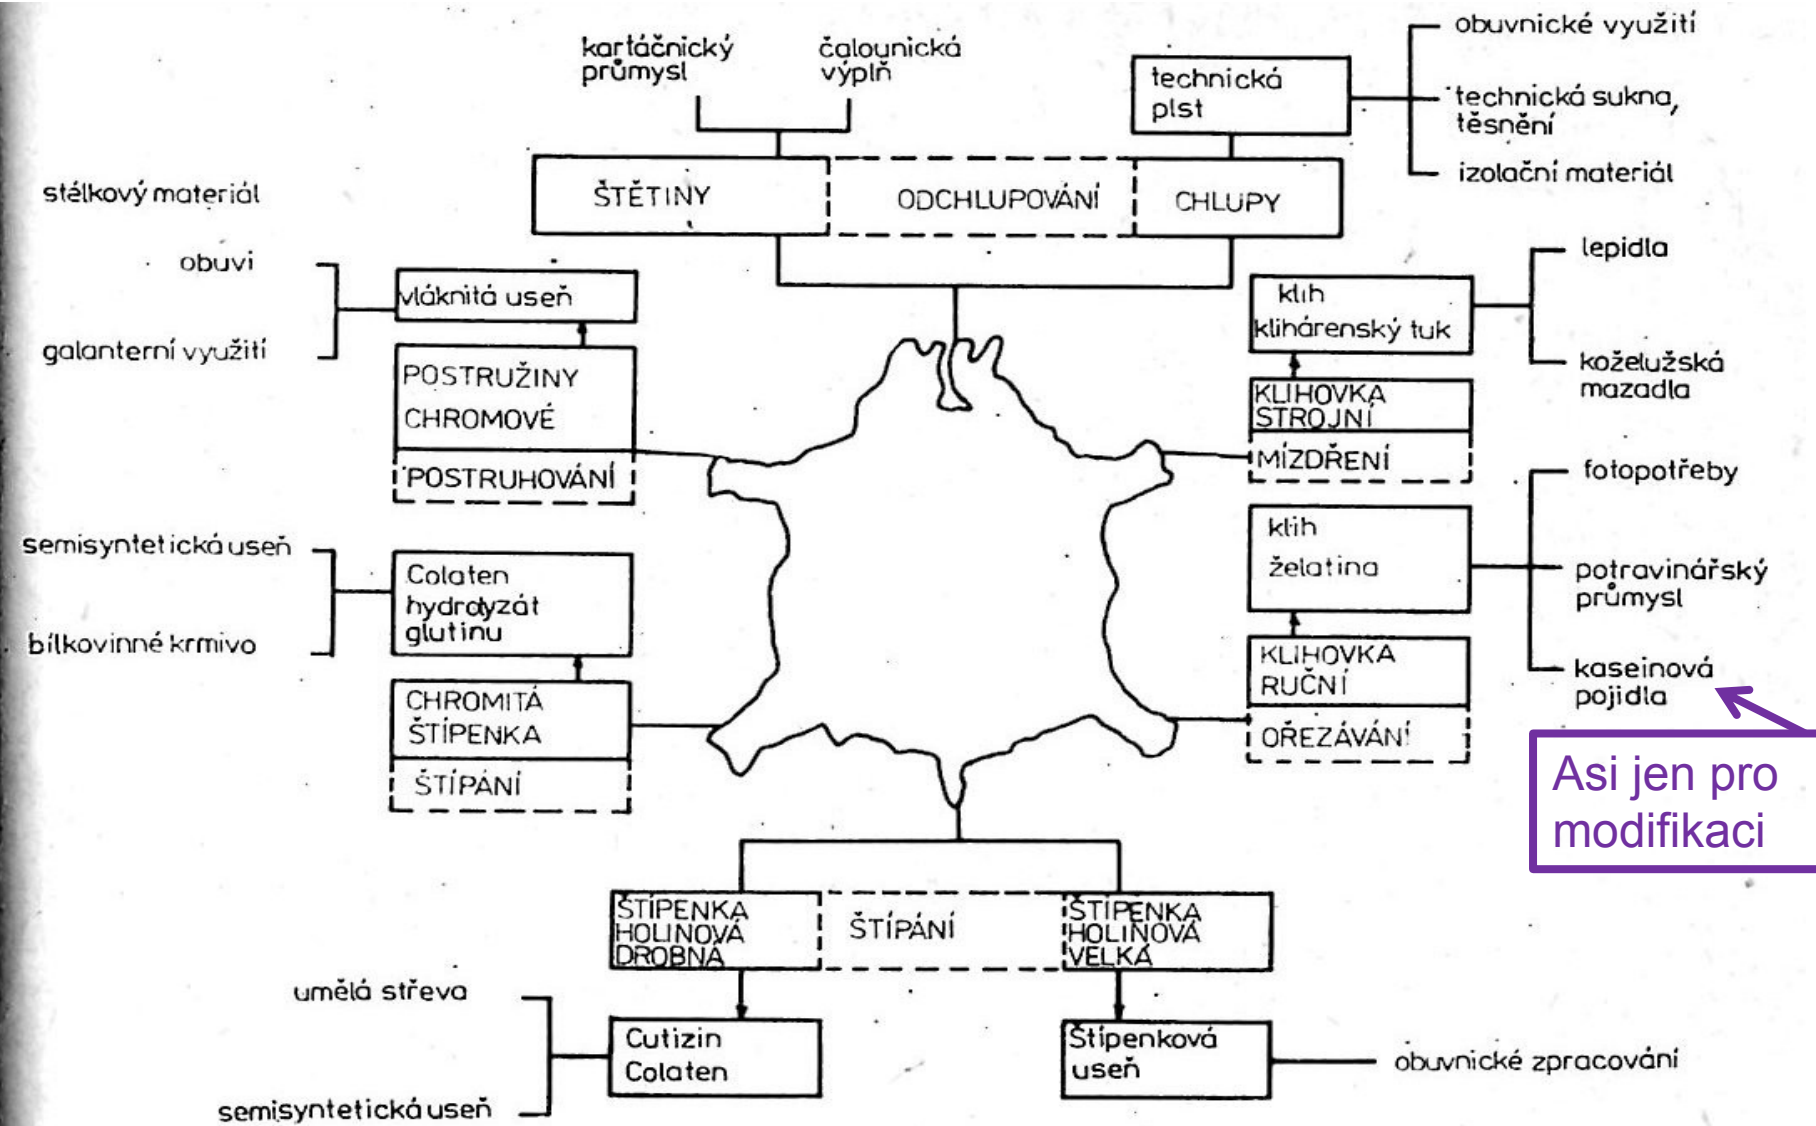 kartáčnický
průmysl
čalounická
výplň
technická
plst
obuvnické využití
technická sukna,
těsnění
izolační materiál
ŠTĚTINY
ODCHLUPOVÁNÍ
CHLUPY
stélkový materiál
obuvi
galanterní využití
vláknitá useň
POSTRUŽINY
CHROMOVÉ
POSTRUHOVÁNÍ
klih
klihárenský tuk
lepidla
koželužská
mazadla
KLIHOVKA
STROJNÍ
MÍZDŘENÍ
semisyntetická useň
bílkovinné krmivo
Colaten
hydrolyzát
glutinu
CHROMITÁ
ŠTÍPENKA
ŠTÍPÁNÍ
klih
želatina
fotopotřeby
potravinářský
průmysl
kaseinová
pojidla
KLIHOVKA
RUČNÍ
OŘEZÁVÁNÍ
Asi jen pro
modifikaci
ŠTÍPENKA
HOLINOVÁ
DROBNÁ
ŠTÍPÁNÍ
ŠTÍPENKA
HOLINOVÁ
VELKÁ
umělá střeva
semisyntetická useň
Cutizin
Colaten
Štípenková
useň
obuvnické zpracování